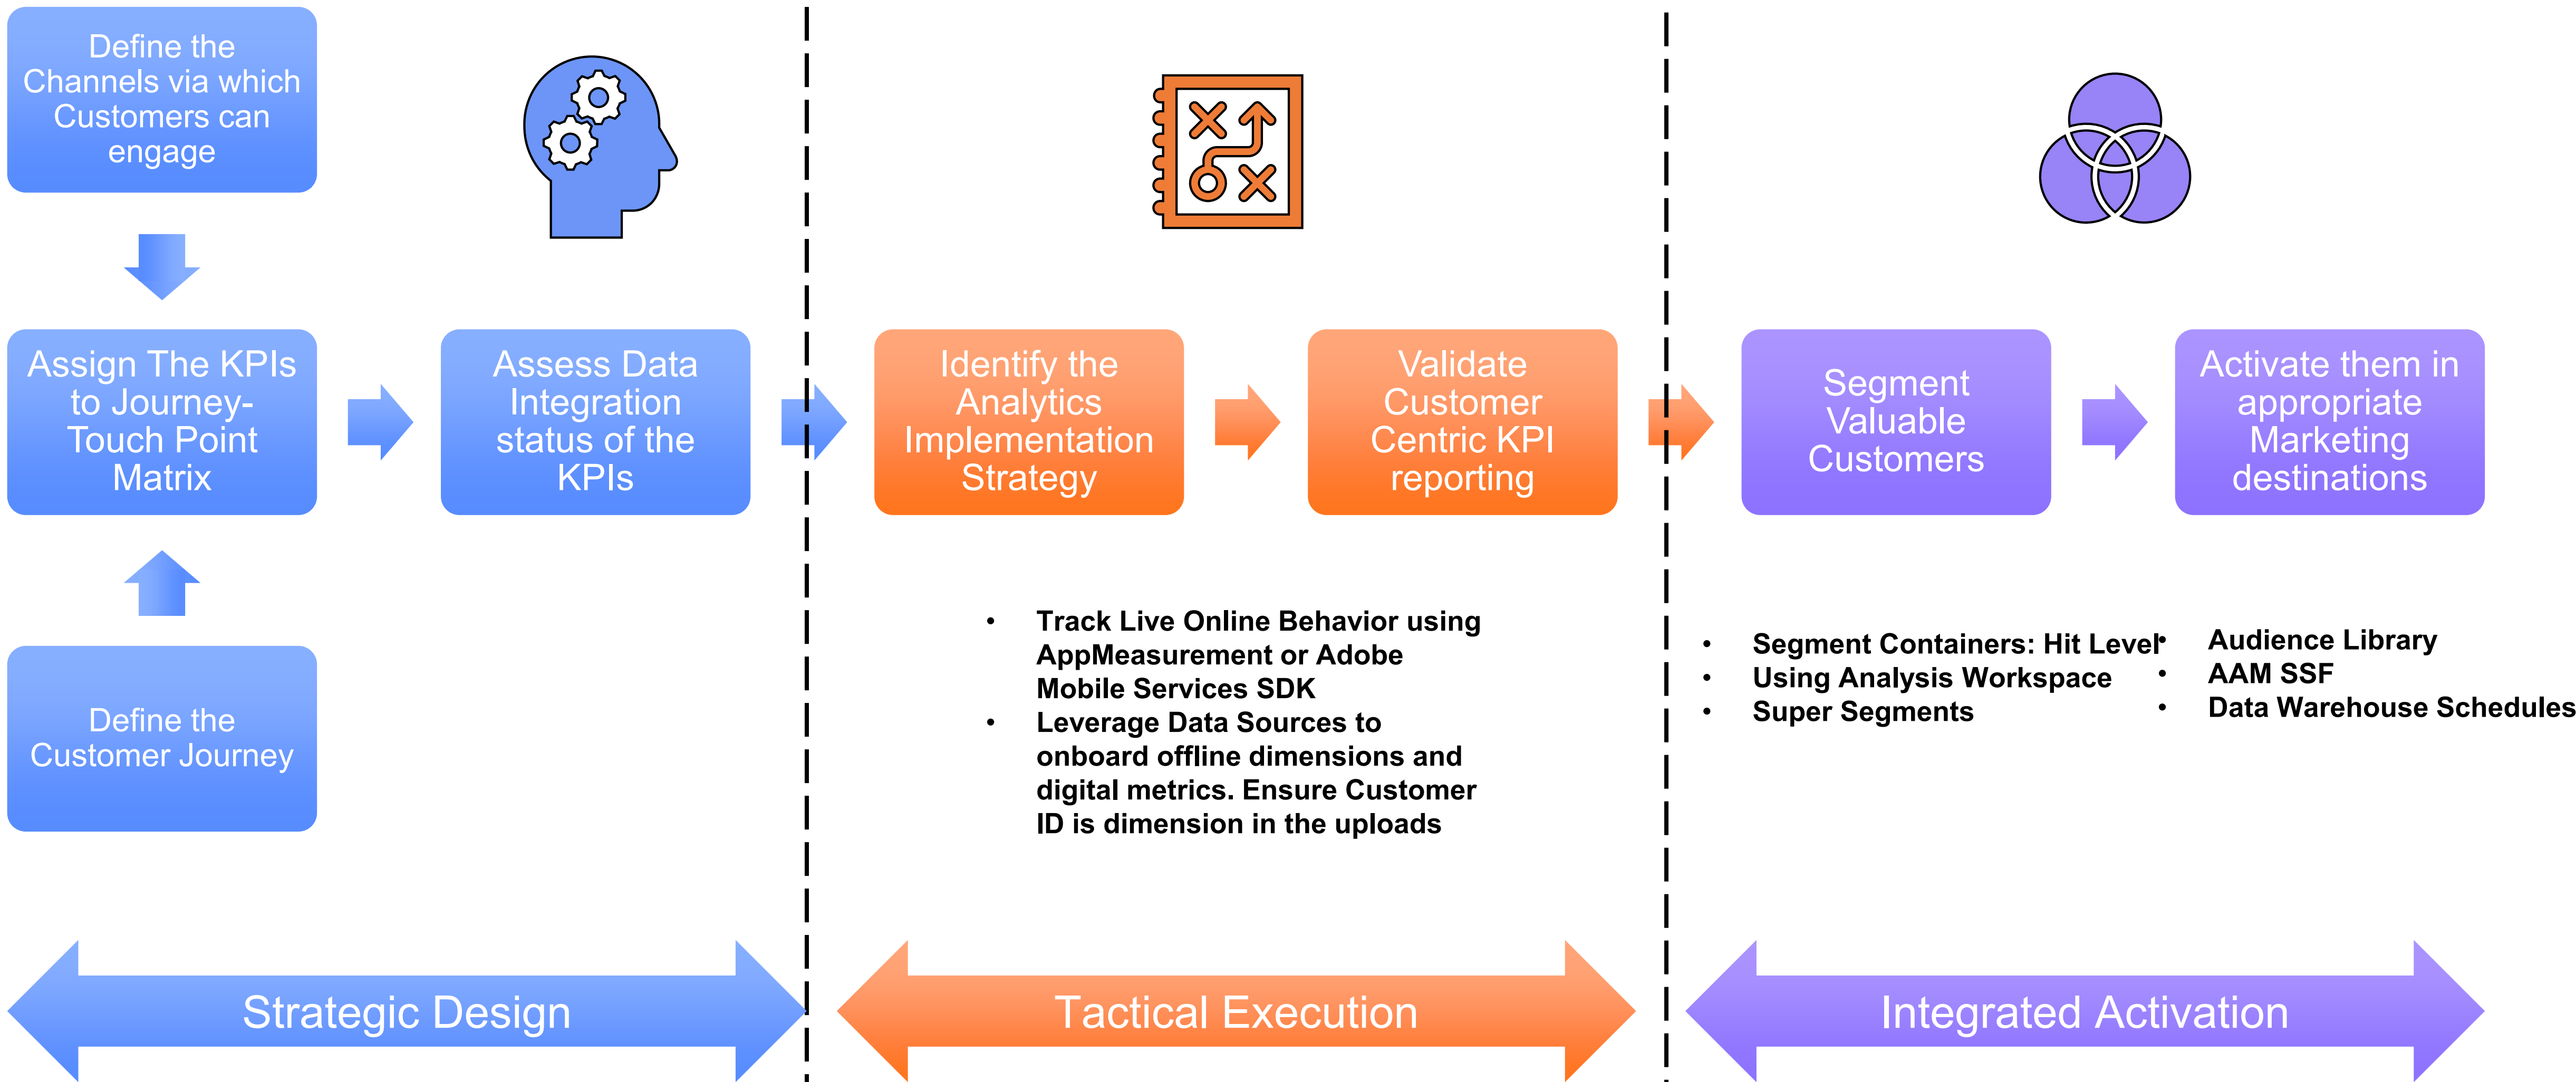 Define the
Channels via which
Customers can
engage
Assign The KPIs
to Journey-
Touch Point
Matrix
Assess Data
Integration
status of the
KPIs
Identify the
Analytics
Implementation
Strategy
Validate
Customer
Centric KPI
reporting
Segment
Valuable
Customers
Activate them in
appropriate
Marketing
destinations
Define the
Customer Journey
• Track Live Online Behavior using
AppMeasurement or Adobe
Mobile Services SDK
• Leverage Data Sources to
onboard offline dimensions and
digital metrics. Ensure Customer
ID is dimension in the uploads
• Segment Containers: Hit Level
• Using Analysis Workspace
• Super Segments
• Audience Library
• AAM SSF
• Data Warehouse Schedules
Strategic Design
Tactical Execution
Integrated Activation